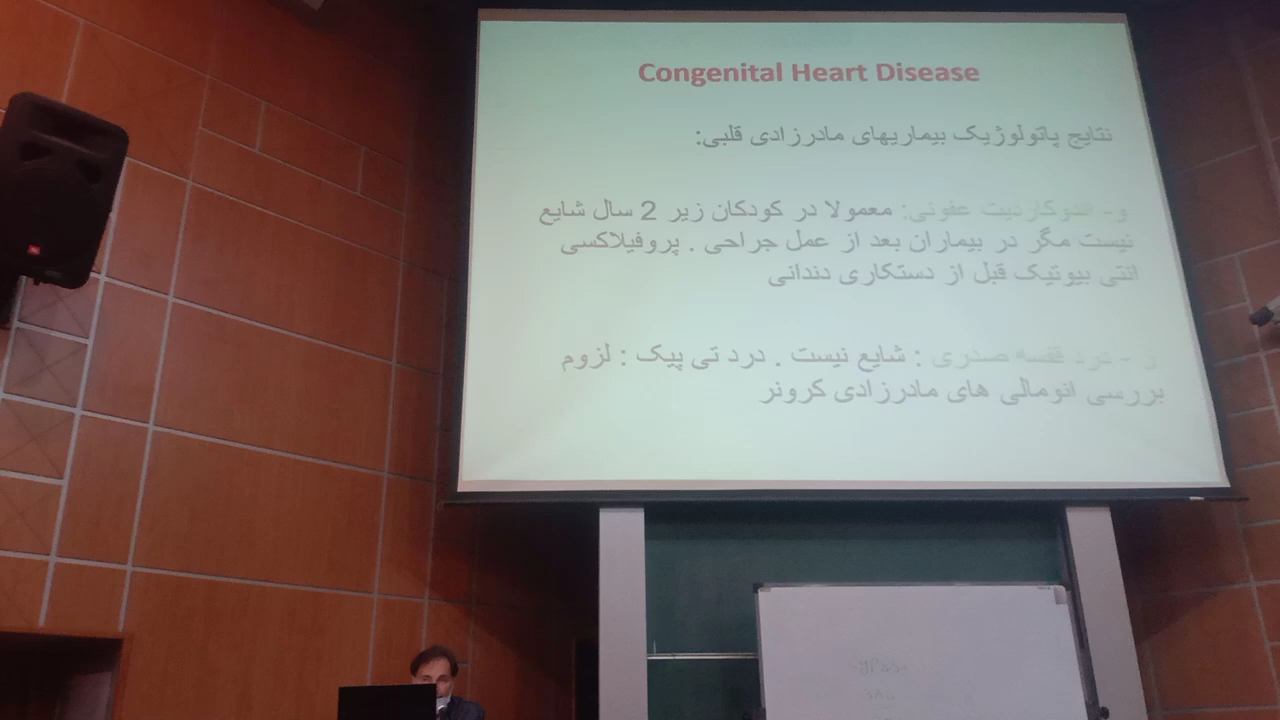 Congenital Heart Disease
نتایج پاتولوژیک بیماریهای مادرزادی قلبی:
و- اندوکاردیت عفونی: معمولا در کودکان زیر 2 سال شایع
نیست مگر در بیماران بعد از عمل جراحی . پروفیلاکسی
انتی بیوتیک قبل از دستکاری دندانی
ز - درد قفسه صدری : شایع نیست . درد تی پیک : لزوم
بررسی انومالی های مادرزادی کرونر